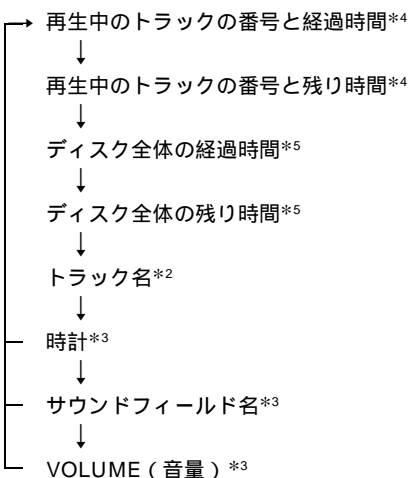 再生中のトラックの番号と経過時間*4
再生中のトラックの番号と残り時間*4
ディスク全体の経過時間*5
ディスク全体の残り時間*5
トラック名*2
時計*3
サウンドフィールド名*3
VOLUME（音量）*3